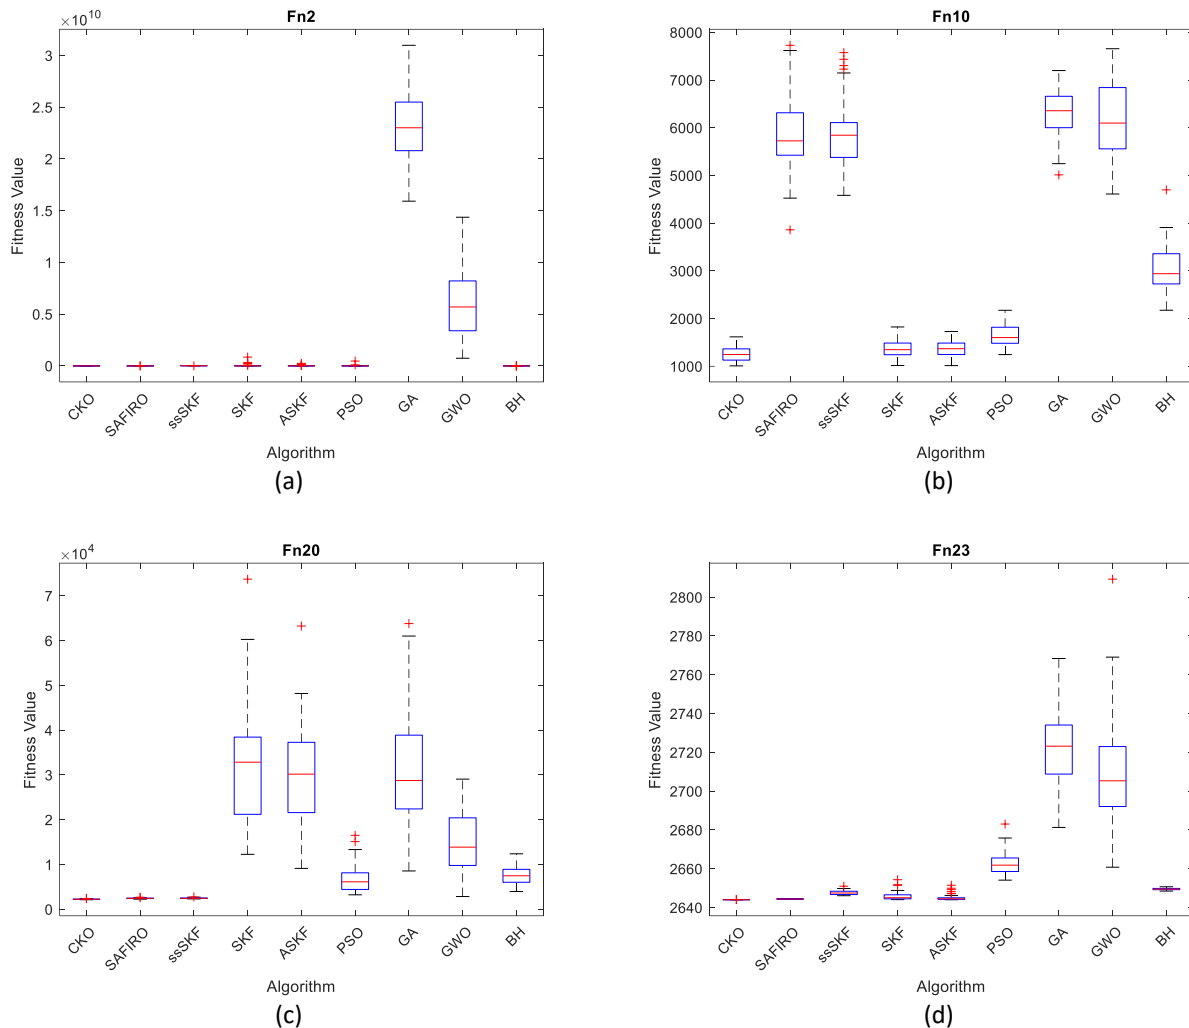 Fn2
×10^10
3
2.5
2
1.5
1
0.5
0
Fitness Value
CKO
SAFIRO
ssSKF
SKF
ASKF
PSO
GA
GWO
BH
Algorithm
(a)
Fn10
8000
7000
6000
5000
4000
3000
2000
1000
Fitness Value
CKO
SAFIRO
ssSKF
SKF
ASKF
PSO
GA
GWO
BH
Algorithm
(b)
Fn20
×10^4
7
6
5
4
3
2
1
0
Fitness Value
CKO
SAFIRO
ssSKF
SKF
ASKF
PSO
GA
GWO
BH
Algorithm
(c)
Fn23
2800
2780
2760
2740
2720
2700
2680
2660
2640
Fitness Value
CKO
SAFIRO
ssSKF
SKF
ASKF
PSO
GA
GWO
BH
Algorithm
(d)